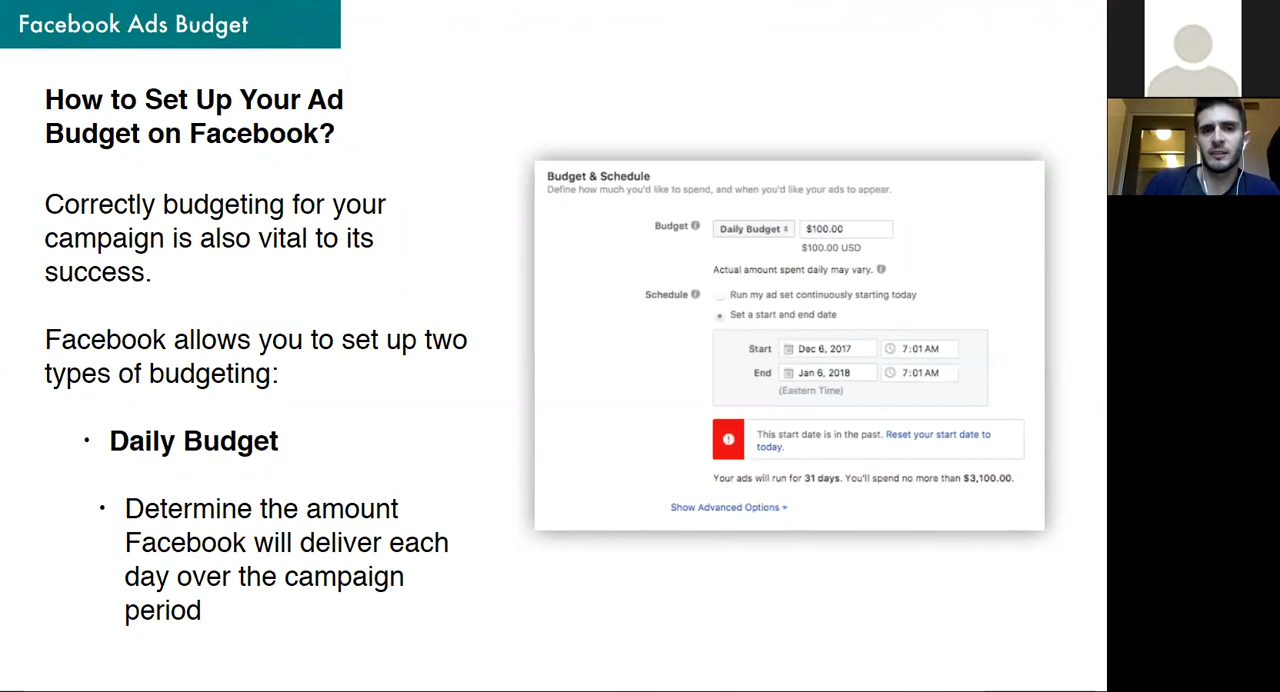 Facebook Ads Budget
How to Set Up Your Ad
Budget on Facebook?
Correctly budgeting for your
campaign is also vital to its
success.
Facebook allows you to set up two
types of budgeting:
· Daily Budget
· Determine the amount
Facebook will deliver each
day over the campaign
period
Budget & Schedule
Define how much you'd like to spend, and when you'd like your ads to appear.
Budget Daily Budget $100.00
$100.00 USD
Actual amount spent daily may vary.
Schedule Run my ad set continuously starting today
Set a start and end date
Start Dec 6, 2017 7:01AM
End Jan 6, 2018 7:01AM
(Eastern Time)
This start date is in the past. Reset your start date to
today.
Your ads will run for 31 days. You'll spend no more than $3,100.00.
Show Advanced Options